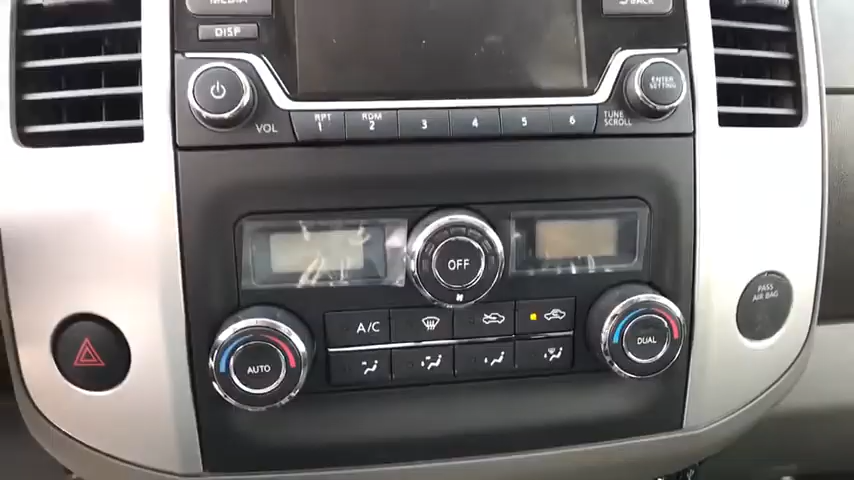 MEDIA
BACK
DISP
ENTER
SETTING
VOL
RPT
1
RDM
2
3
4
5
6
TUNE
SCROLL
OFF
PASS
AIR BAG
A/C
AUTO
DUAL